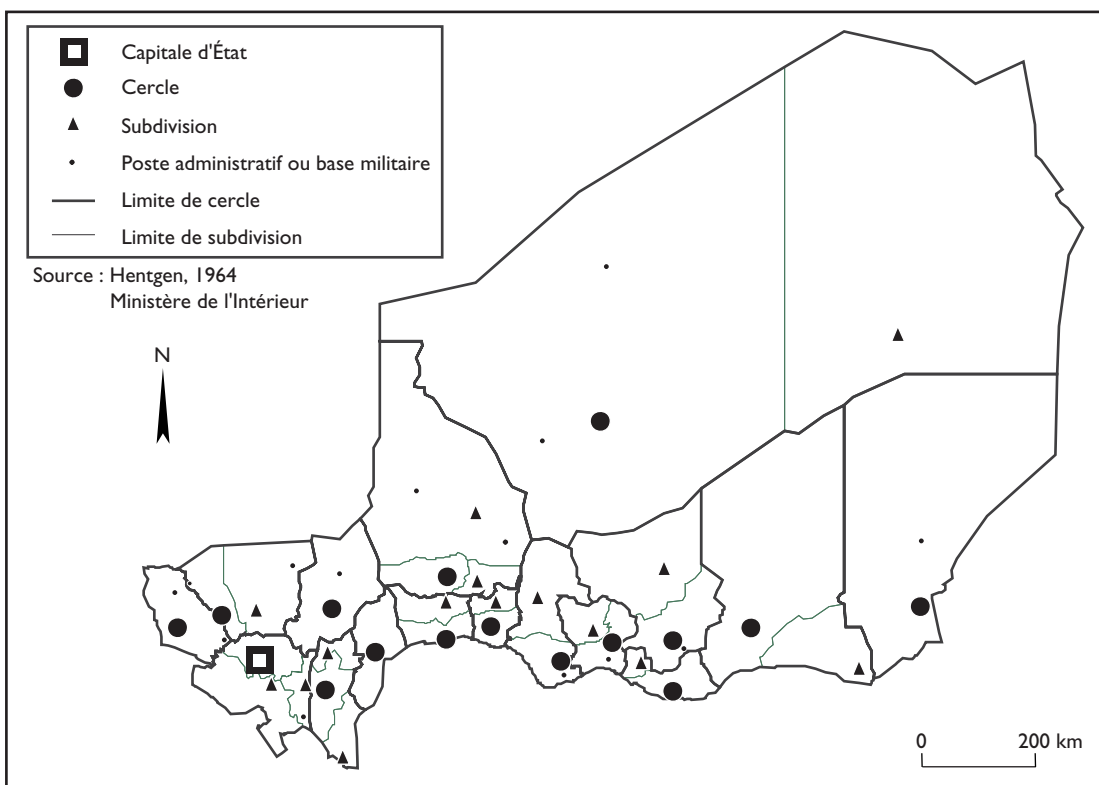 Capitale d'État
Cercle
Subdivision
Poste administratif ou base militaire
Limite de cercle
Limite de subdivision
Source : Hentgen, 1964
Ministère de l'Intérieur
N
0 200 km